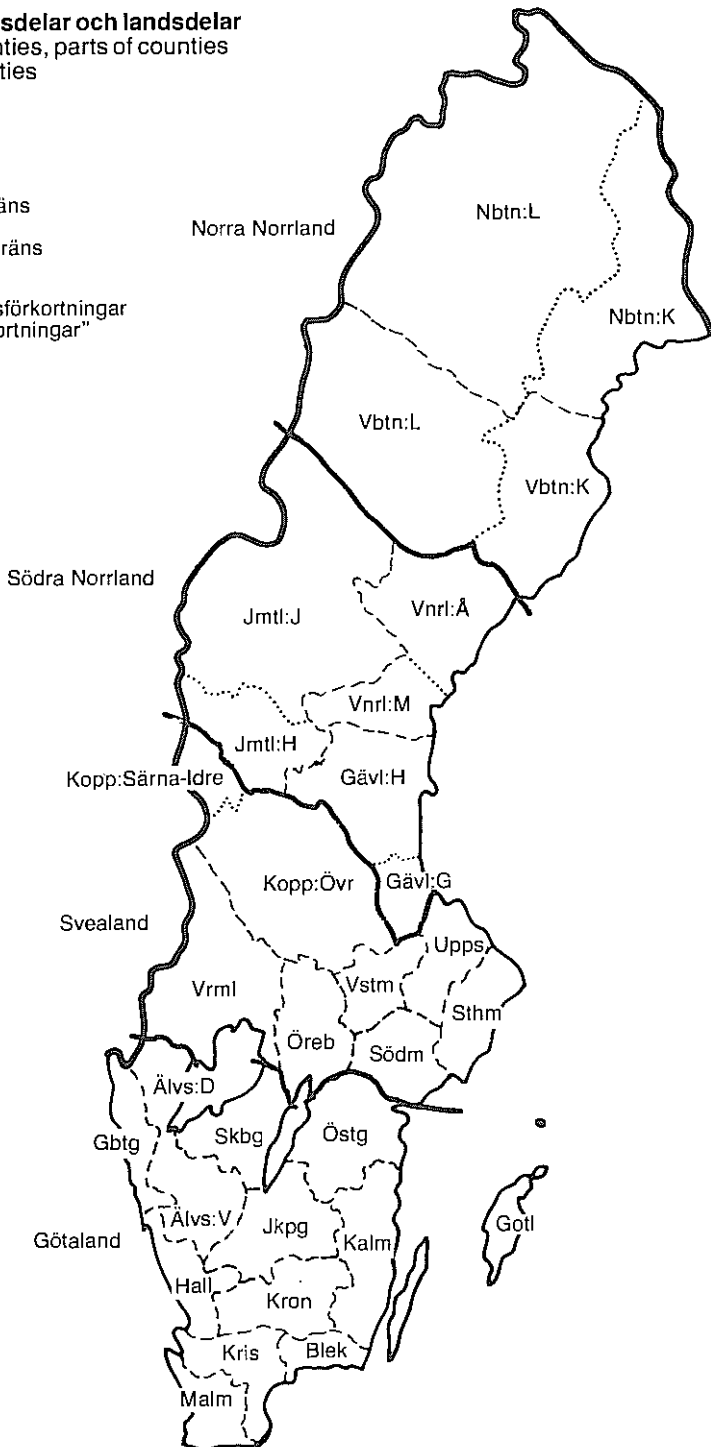 sdelar och landsdelar
nties, parts of counties
ties
äns
räns
sförkortningar
ortningar"
Norra Norrland
Nbtn:L
Nbtn:K
Vbtn:L
Vbtn:K
Södra Norrland
Jmtl:J
Vnrl:Å
Vnrl:M
Jmtl:H
Kopp:Särna-Idre
Gävl:H
Kopp:Övr
Gävl:G
Svealand
Upps
Vrml
Vstm
Sthm
Öreb
Södm
Älvs:D
Gbtg
Skbg
Östg
Älvs:V
Jkpg
Kalm
Gotl
Götaland
Hall
Kron
Kris
Blek
Malm